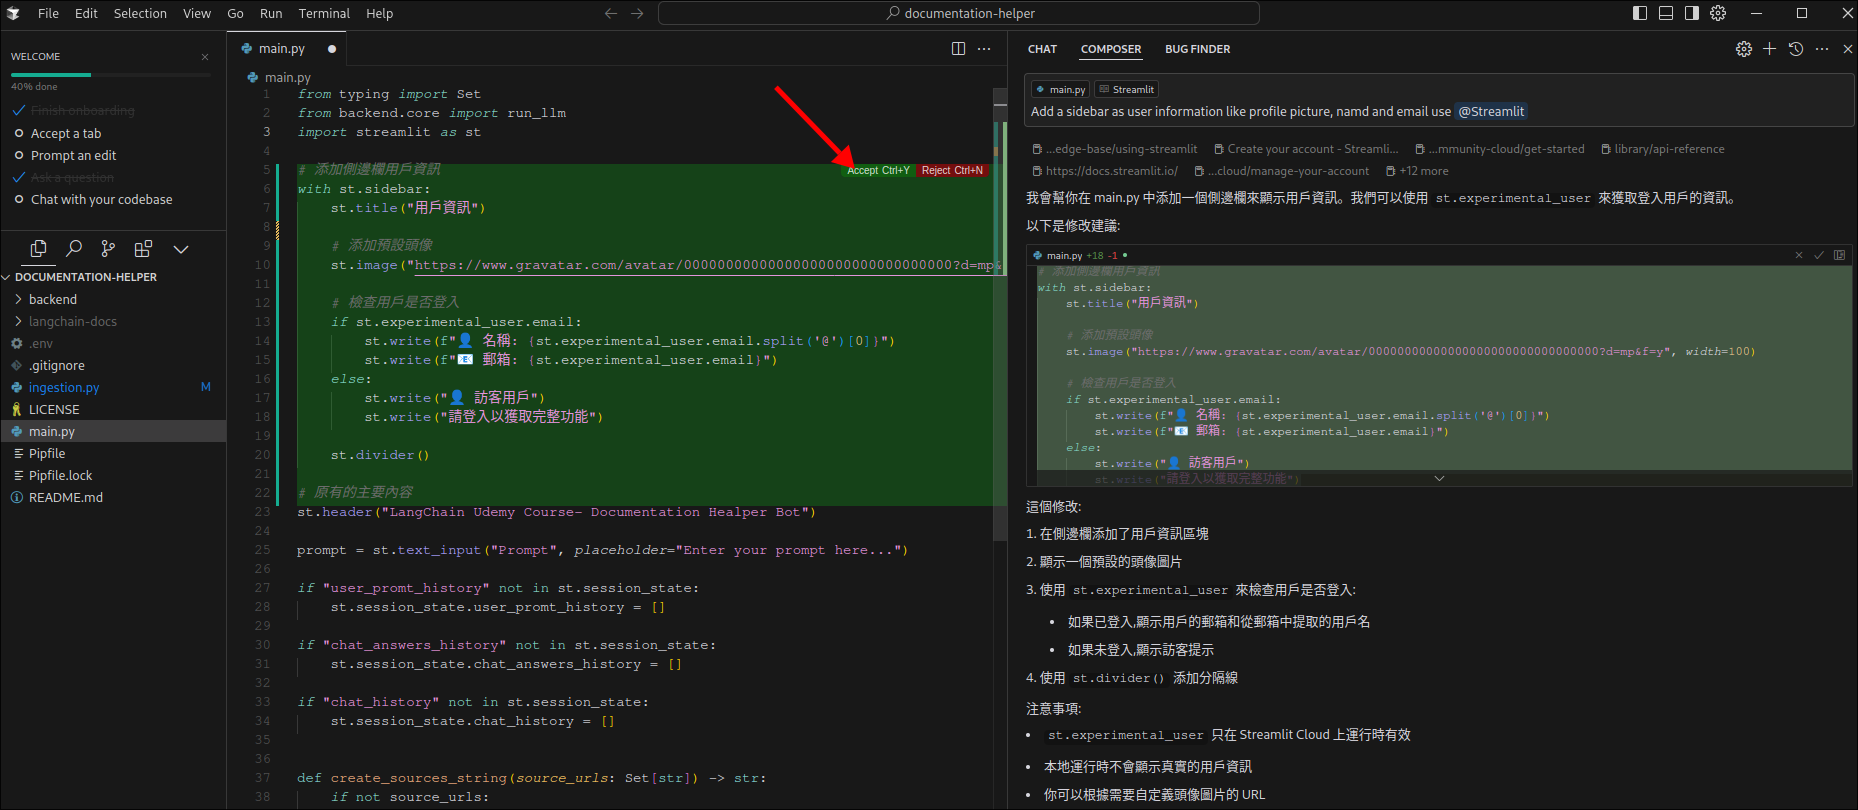 File Edit Selection View Go Run Terminal Help
documentation-helper
WELCOME
40% done
Finish onboarding
Accept a tab
Prompt an edit
Ask a question
Chat with your codebase
DOCUMENTATION-HELPER
backend
langchain-docs
.env
.gitignore
ingestion.py M
LICENSE
main.py
Pipfile
Pipfile.lock
README.md
main.py
main.py
1 from typing import Set
2 from backend.core import run_llm
3 import streamlit as st
4
5 # 添加側邊欄用戶資訊
Accept Ctrl+Y Reject Ctrl+N
6 with st.sidebar:
7 st.title("用戶資訊")
8
9 # 添加預設頭像
10 st.image("https://www.gravatar.com/avatar/00000000000000000000000000000000?d=mp&
11
12 # 檢查用戶是否登入
13 if st.experimental_user.email:
14 st.write(f"👤 名稱: {st.experimental_user.email.split('@')[0]}")
15 st.write(f"📧 郵箱: {st.experimental_user.email}")
16 else:
17 st.write("👤 訪客用戶")
18 st.write("請登入以獲取完整功能")
19
20 st.divider()
21
22 # 原有的主要內容
23 st.header("LangChain Udemy Course- Documentation Healper Bot")
24
25 prompt = st.text_input("Prompt", placeholder="Enter your prompt here...")
26
27 if "user_promt_history" not in st.session_state:
28 st.session_state.user_promt_history = []
29
30 if "chat_answers_history" not in st.session_state:
31 st.session_state.chat_answers_history = []
32
33 if "chat_history" not in st.session_state:
34 st.session_state.chat_history = []
35
36
37 def create_sources_string(source_urls: Set[str]) -> str:
38 if not source_urls:
CHAT COMPOSER BUG FINDER
main.py Streamlit
Add a sidebar as user information like profile picture, namd and email use @Streamlit
...edge-base/using-streamlit Create your account - Streamli... ...mmunity-cloud/get-started library/api-reference
https://docs.streamlit.io/ ...cloud/manage-your-account +12 more
我會幫你在 main.py 中添加一個側邊欄來顯示用戶資訊。我們可以使用 st.experimental_user 來獲取登入用戶的資訊。
以下是修改建議:
main.py +18 -1
# 添加側邊欄用戶資訊
with st.sidebar:
st.title("用戶資訊")
# 添加預設頭像
st.image("https://www.gravatar.com/avatar/00000000000000000000000000000000?d=mp&f=y", width=100)
# 檢查用戶是否登入
if st.experimental_user.email:
st.write(f"👤 名稱: {st.experimental_user.email.split('@')[0]}")
st.write(f"📧 郵箱: {st.experimental_user.email}")
else:
st.write("👤 訪客用戶")
st.write("請登入以獲取完整功能")
這個修改:
1. 在側邊欄添加了用戶資訊區塊
2. 顯示一個預設的頭像圖片
3. 使用 st.experimental_user 來檢查用戶是否登入:
• 如果已登入,顯示用戶的郵箱和從郵箱中提取的用戶名
• 如果未登入,顯示訪客提示
4. 使用 st.divider() 添加分隔線
注意事項:
• st.experimental_user 只在 Streamlit Cloud 上運行時有效
• 本地運行時不會顯示真實的用戶資訊
• 你可以根據需要自定義頭像圖片的 URL